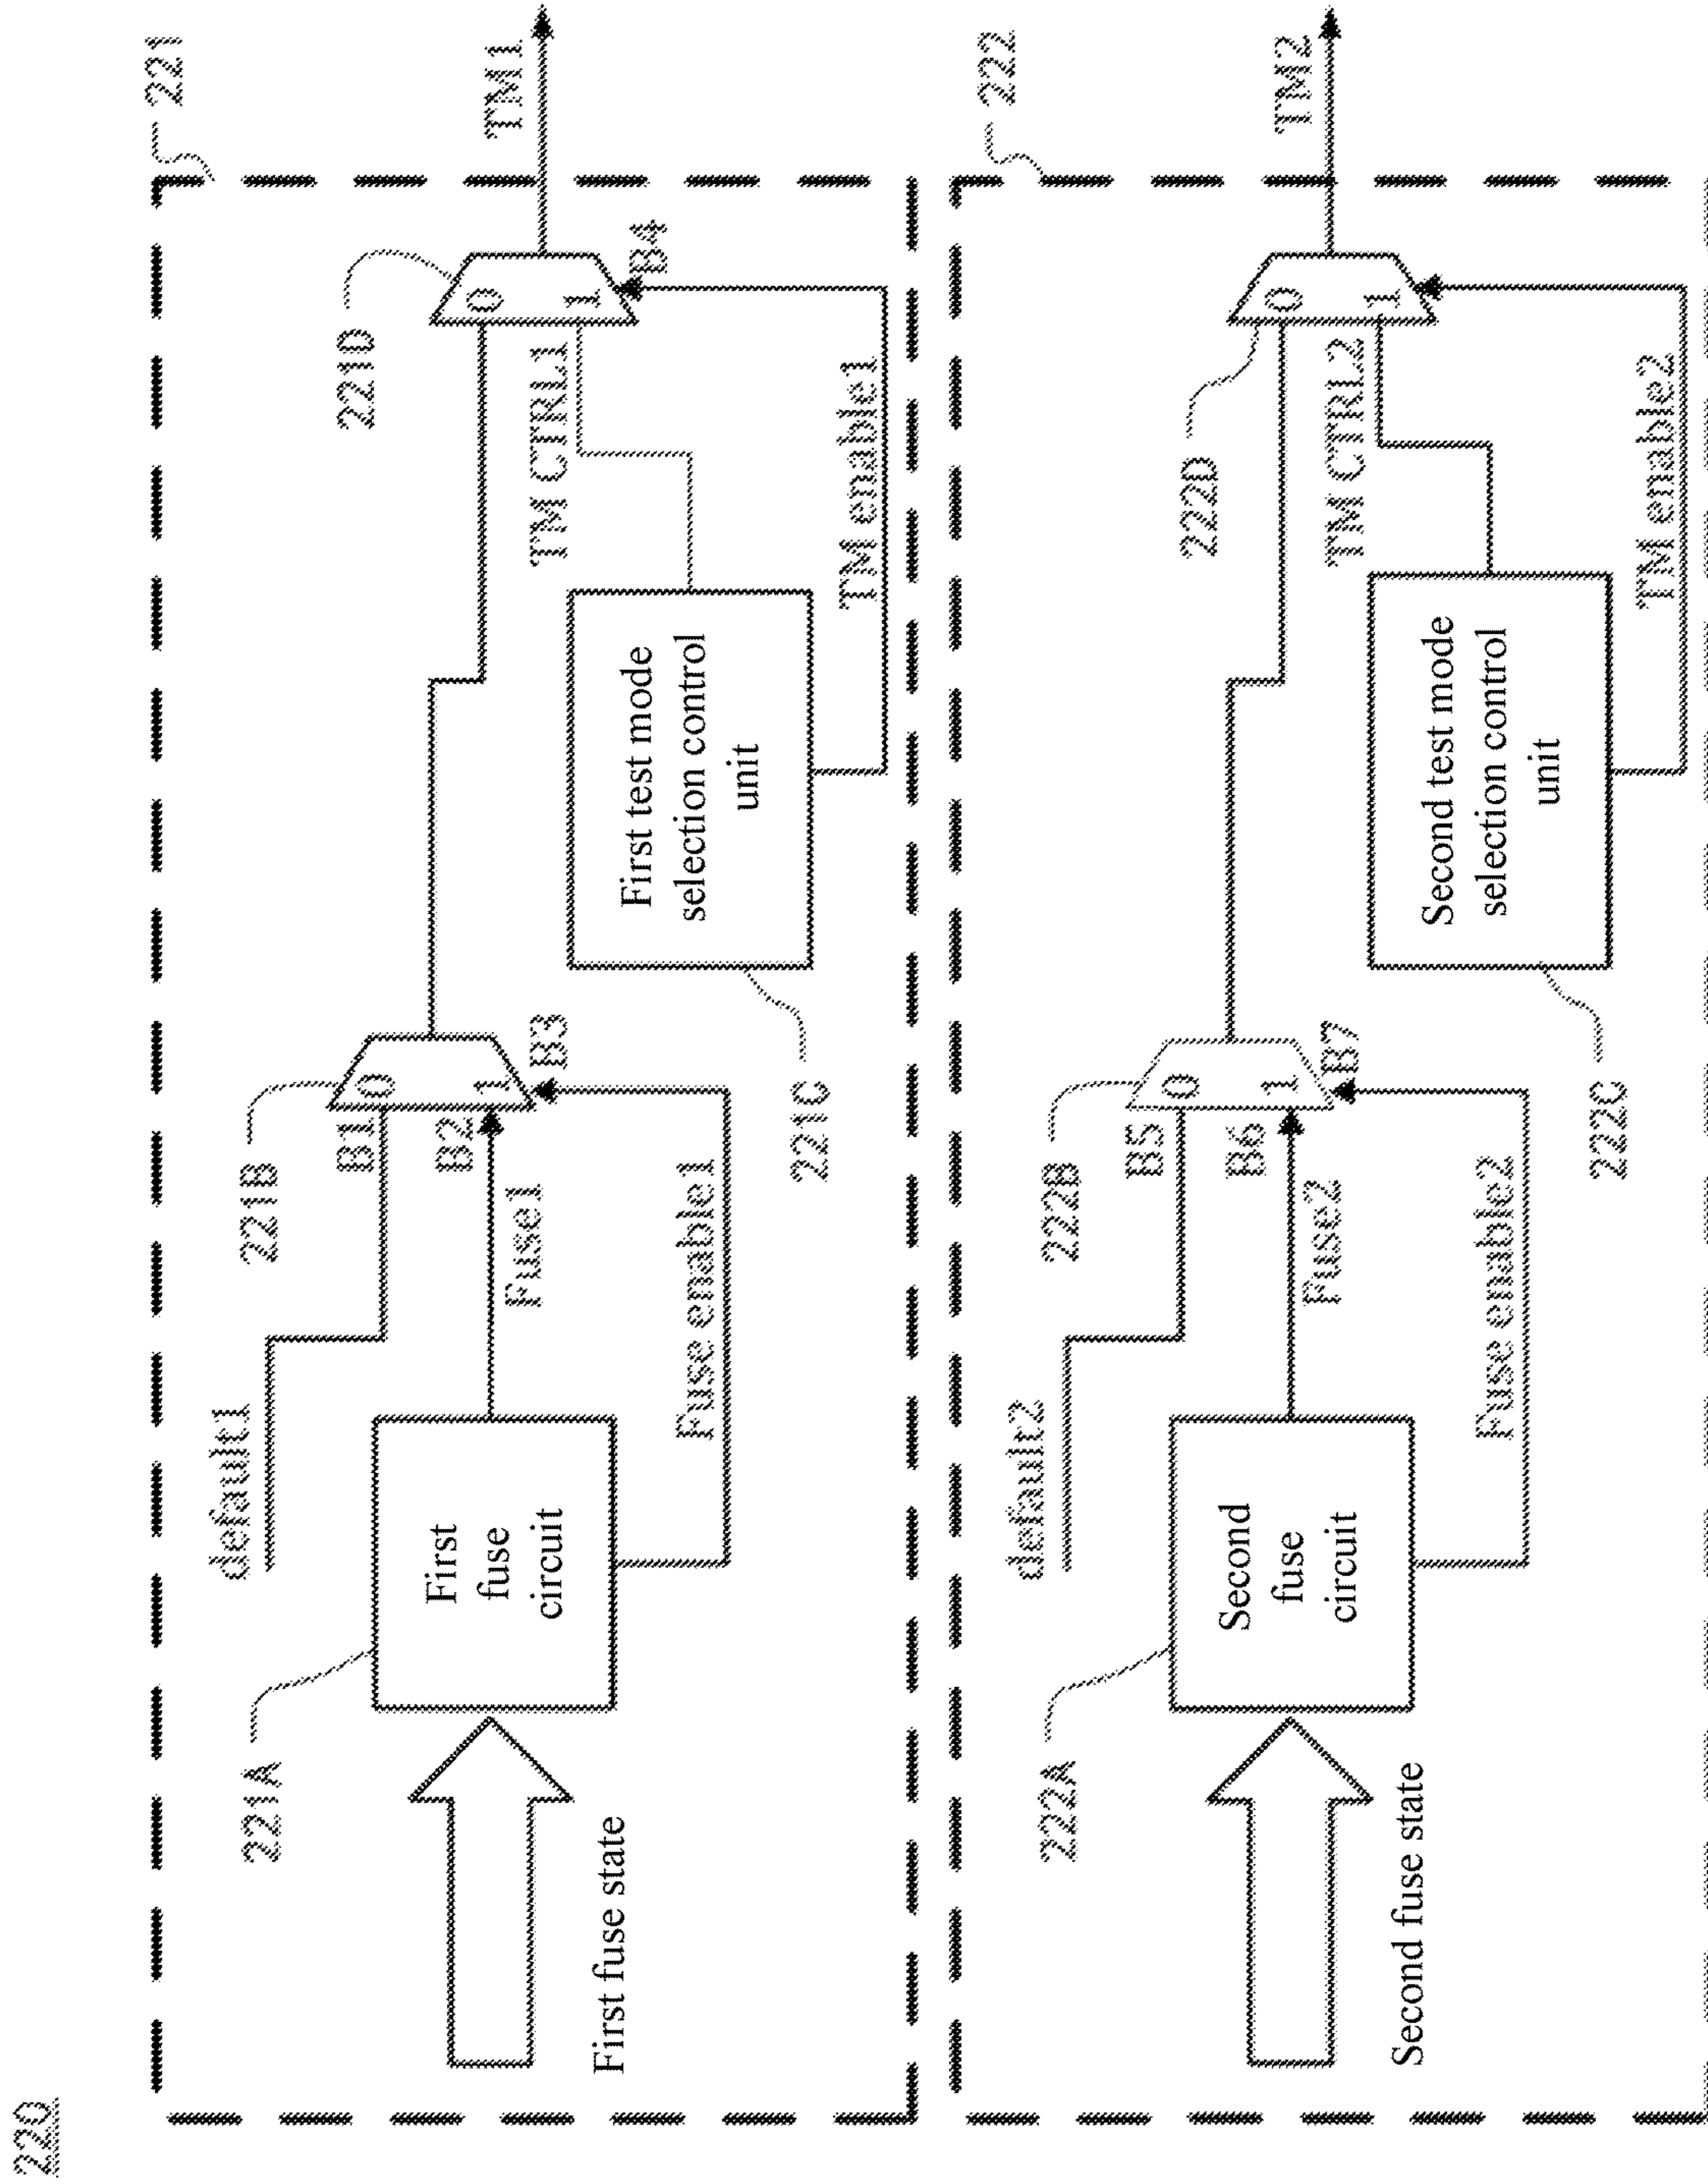 220
221
TM1
221D
0
1
B4
TM CTRL1
TM enable1
First test mode
selection control
unit
221C
221B
0
1
B1
B2
B3
Fuse1
Fuse enable1
default1
First
fuse
circuit
221A
First fuse state
222
TM2
222D
0
1
TM CTRL2
TM enable2
Second test mode
selection control
unit
222C
222B
0
1
B5
B6
B7
Fuse2
Fuse enable2
default2
Second
fuse
circuit
222A
Second fuse state